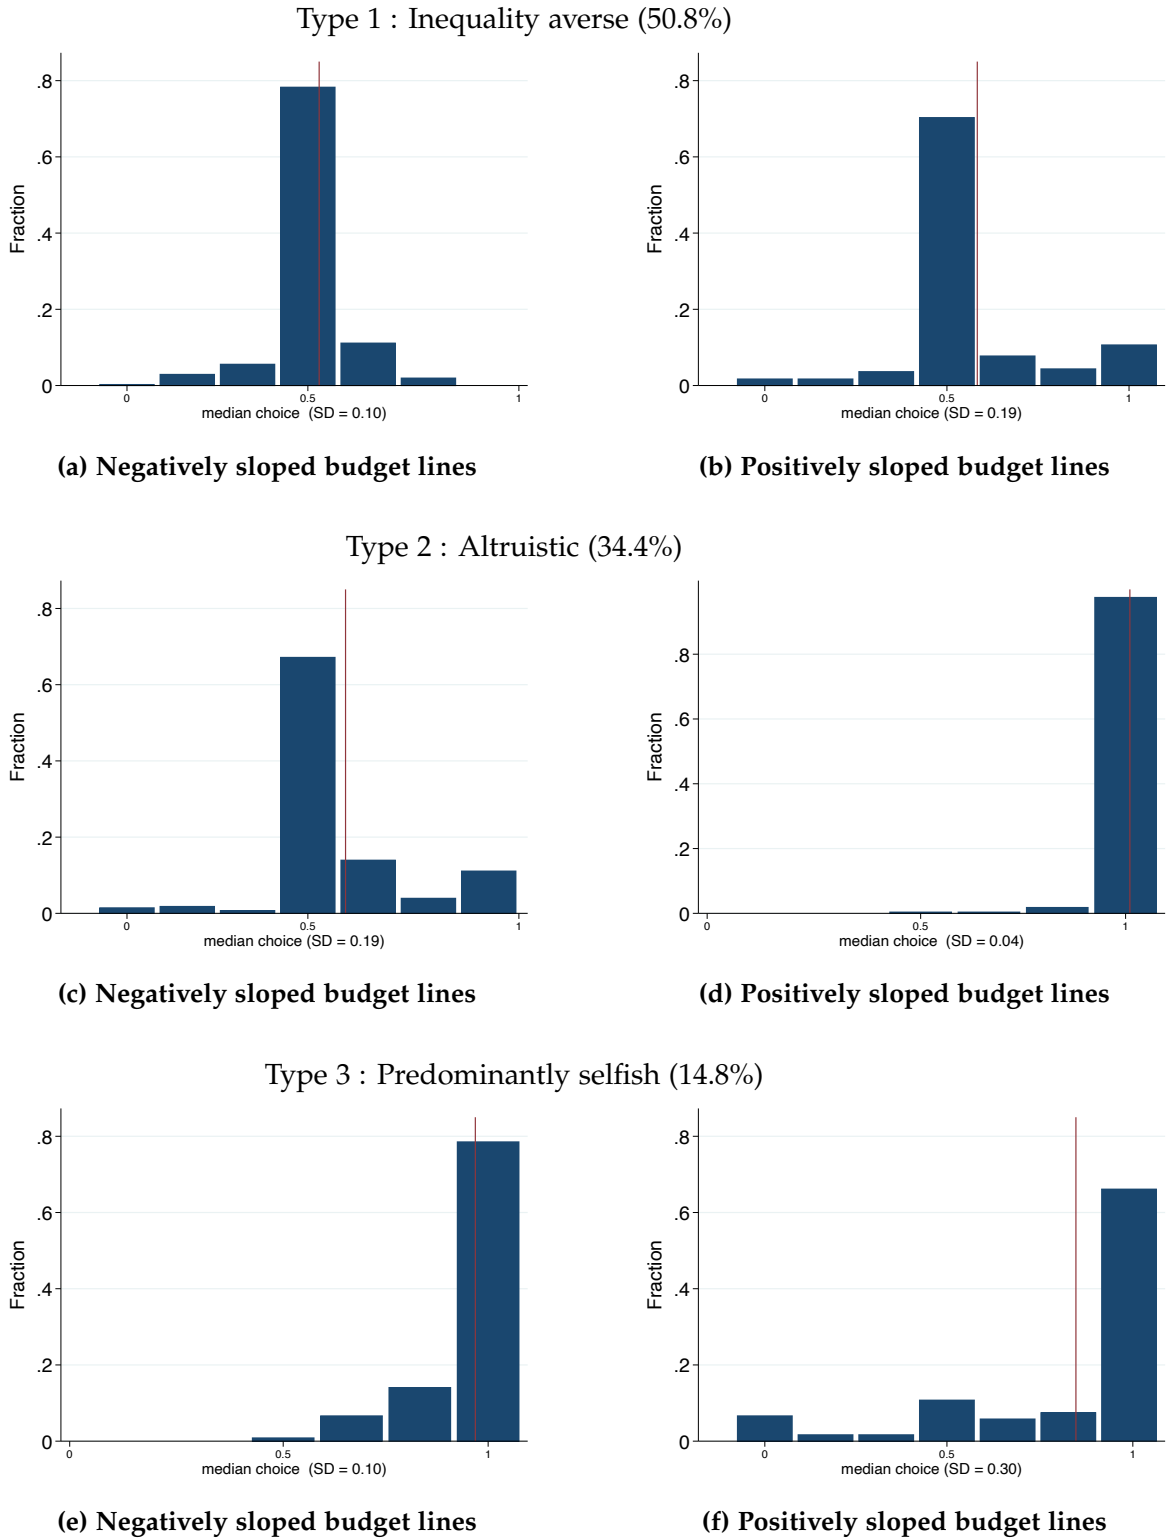 Type 1 : Inequality averse (50.8%)
Fraction
.8
.6
.4
.2
0
0
0.5
1
median choice (SD = 0.10)
(a) Negatively sloped budget lines
Fraction
.8
.6
.4
.2
0
0
0.5
1
median choice (SD = 0.19)
(b) Positively sloped budget lines
Type 2 : Altruistic (34.4%)
Fraction
.8
.6
.4
.2
0
0
0.5
1
median choice (SD = 0.19)
(c) Negatively sloped budget lines
Fraction
.8
.6
.4
.2
0
0
0.5
1
median choice (SD = 0.04)
(d) Positively sloped budget lines
Type 3 : Predominantly selfish (14.8%)
Fraction
.8
.6
.4
.2
0
0
0.5
1
median choice (SD = 0.10)
(e) Negatively sloped budget lines
Fraction
.8
.6
.4
.2
0
0
0.5
1
median choice (SD = 0.30)
(f) Positively sloped budget lines